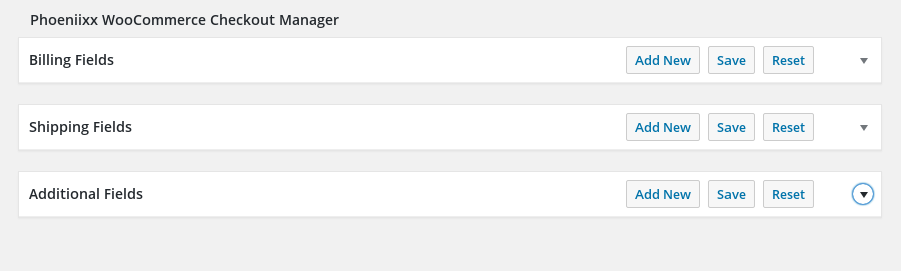 Phoeniixx WooCommerce Checkout Manager
Billing Fields Add New Save Reset
Shipping Fields Add New Save Reset
Additional Fields Add New Save Reset